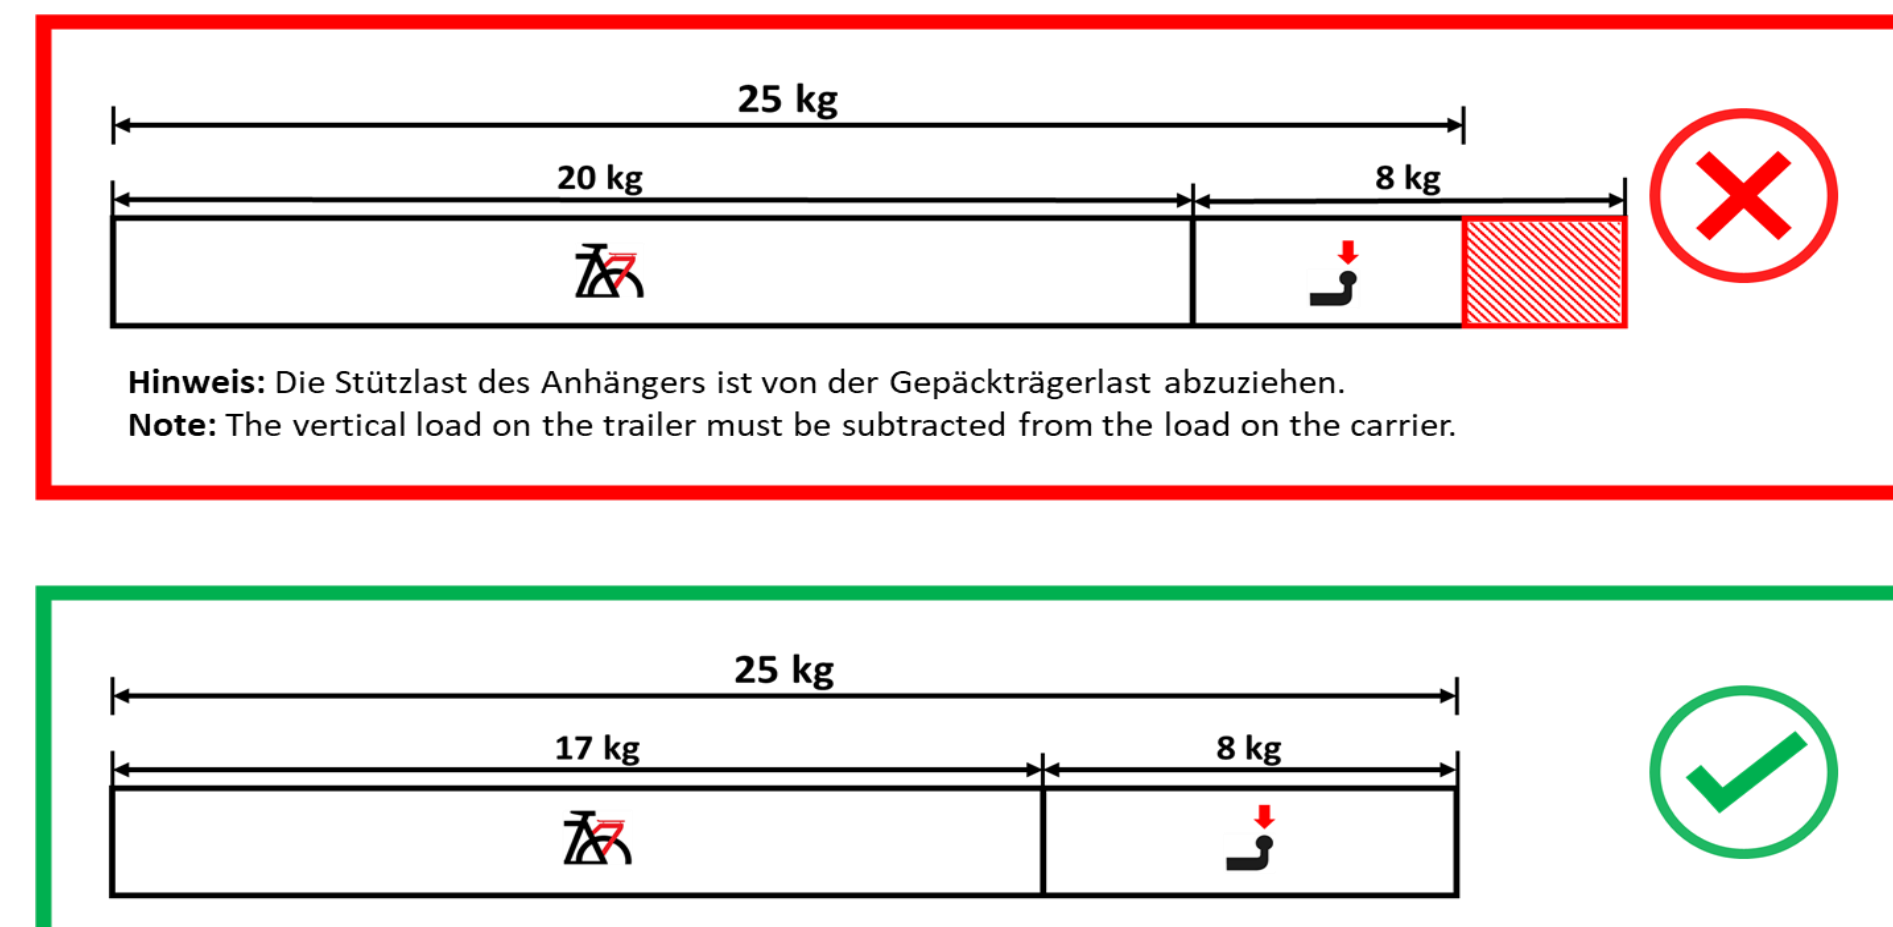 25 kg
20 kg
8 kg
Hinweis: Die Stützlast des Anhängers ist von der Gepäckträgerlast abzuziehen.
Note: The vertical load on the trailer must be subtracted from the load on the carrier.
25 kg
17 kg
8 kg